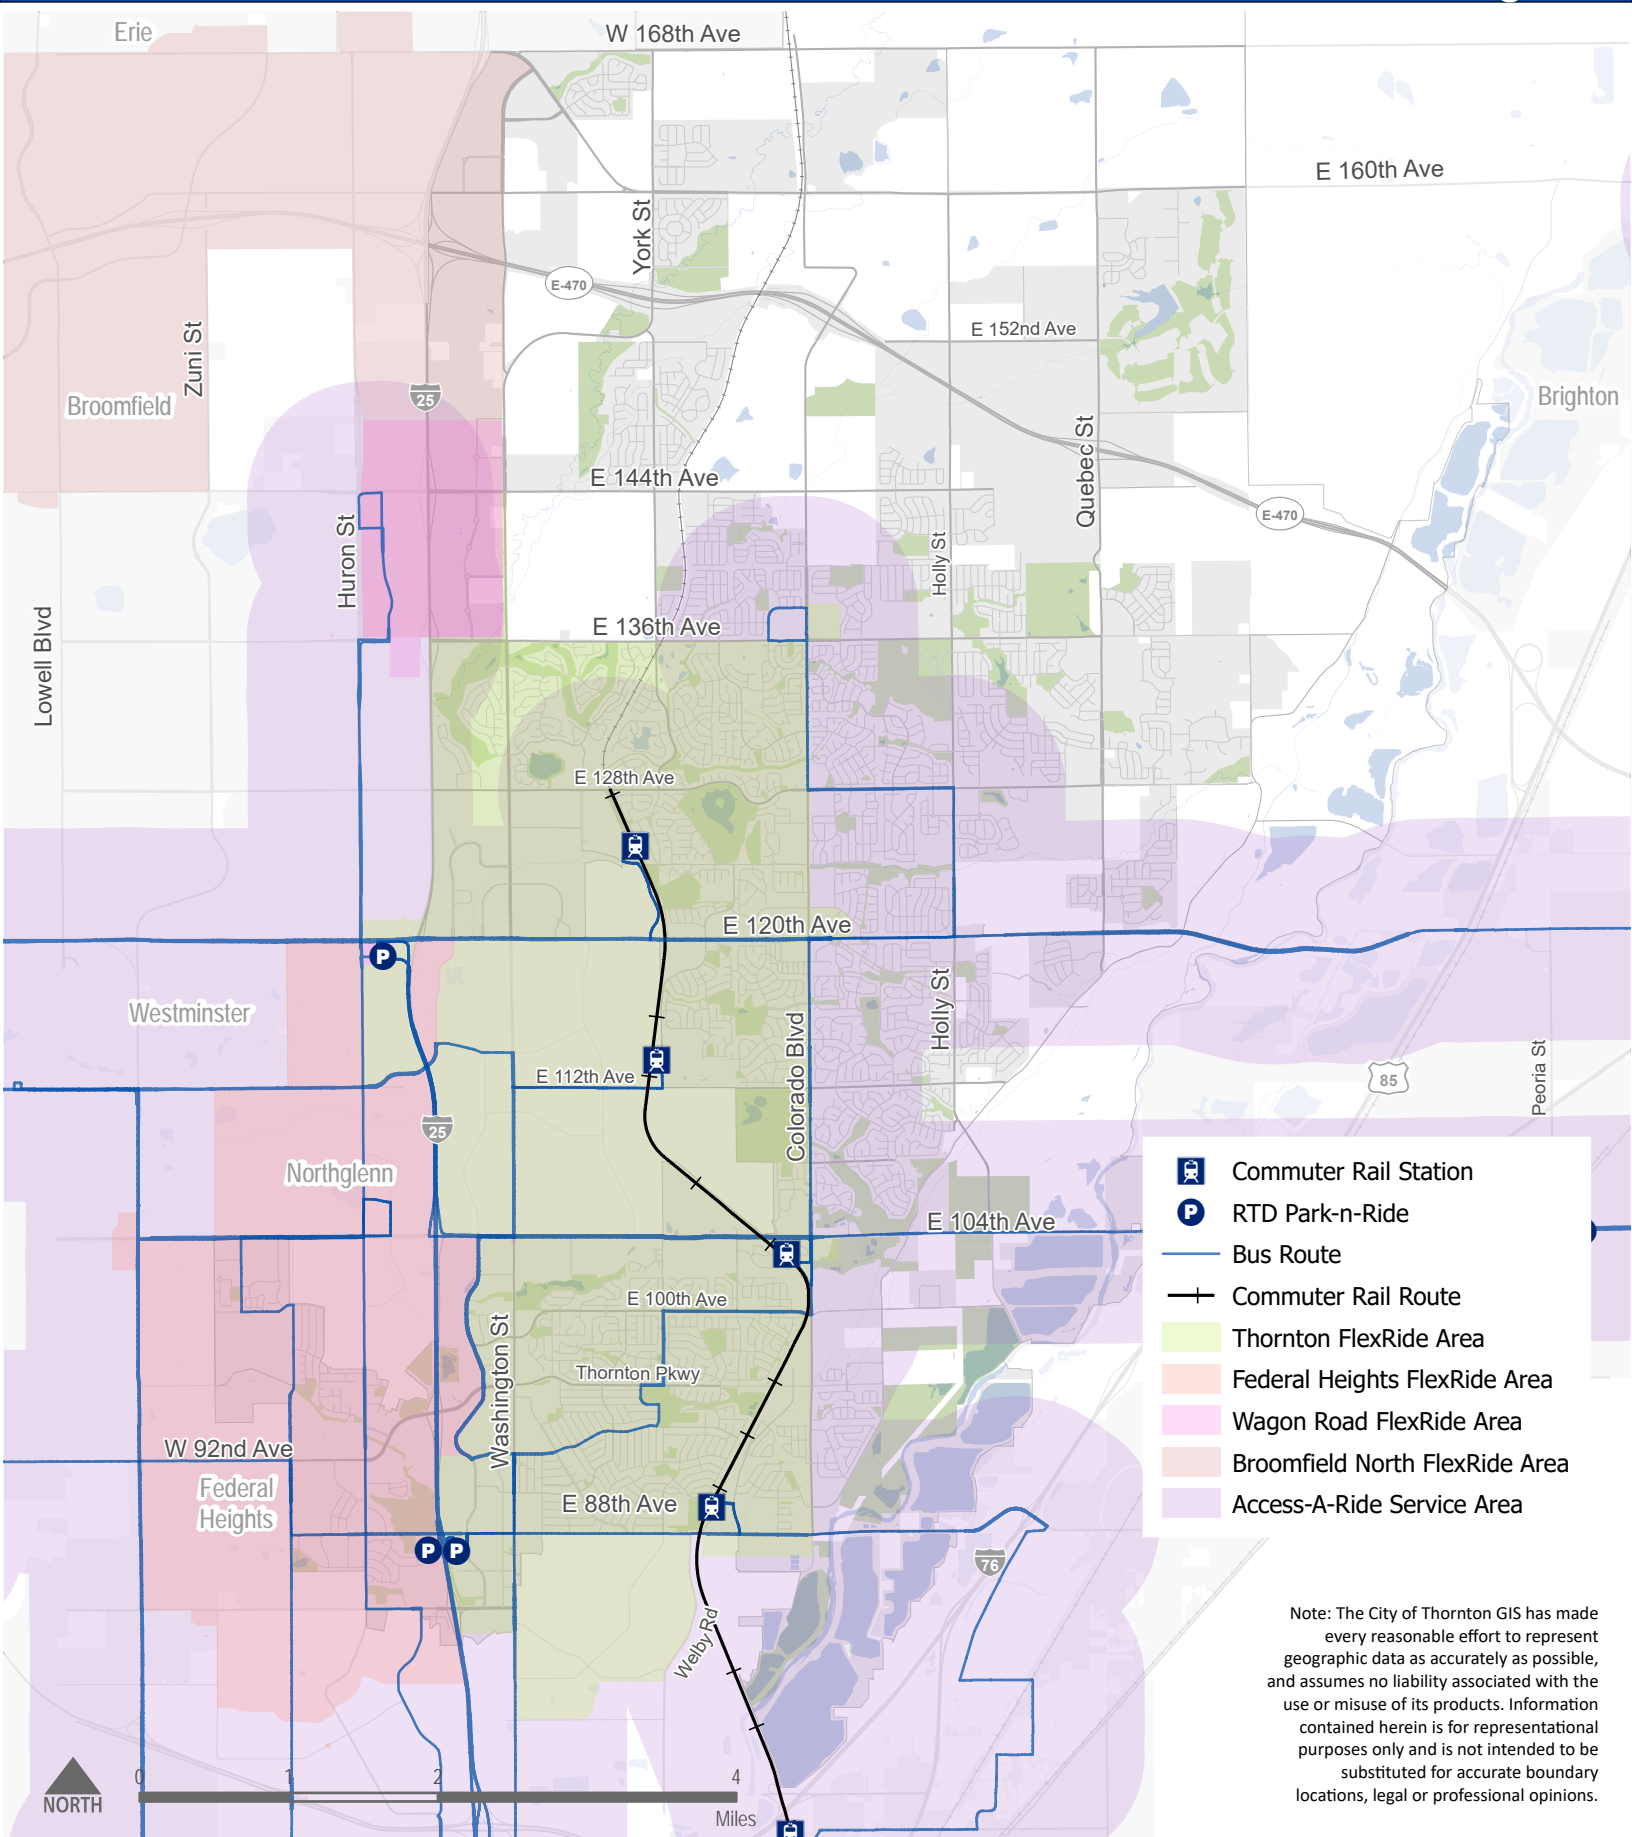 Erie
W 168th Ave
E 160th Ave
York St
E-470
E 152nd Ave
Zuni St
25
Broomfield
Brighton
Quebec St
E 144th Ave
E-470
Huron St
Holly St
Lowell Blvd
E 136th Ave
E 128th Ave
E 120th Ave
P
Westminster
Holly St
Colorado Blvd
Peoria St
E 112th Ave
85
25
Northglenn
E 104th Ave
E 100th Ave
Washington St
Thornton Pkwy
W 92nd Ave
Federal
Heights
E 88th Ave
P
P
76
Welby Rd
Commuter Rail Station
P
RTD Park-n-Ride
Bus Route
Commuter Rail Route
Thornton FlexRide Area
Federal Heights FlexRide Area
Wagon Road FlexRide Area
Broomfield North FlexRide Area
Access-A-Ride Service Area
Note: The City of Thornton GIS has made
every reasonable effort to represent
geographic data as accurately as possible,
and assumes no liability associated with the
use or misuse of its products. Information
contained herein is for representational
purposes only and is not intended to be
substituted for accurate boundary
locations, legal or professional opinions.
NORTH
0 1 2 4
Miles